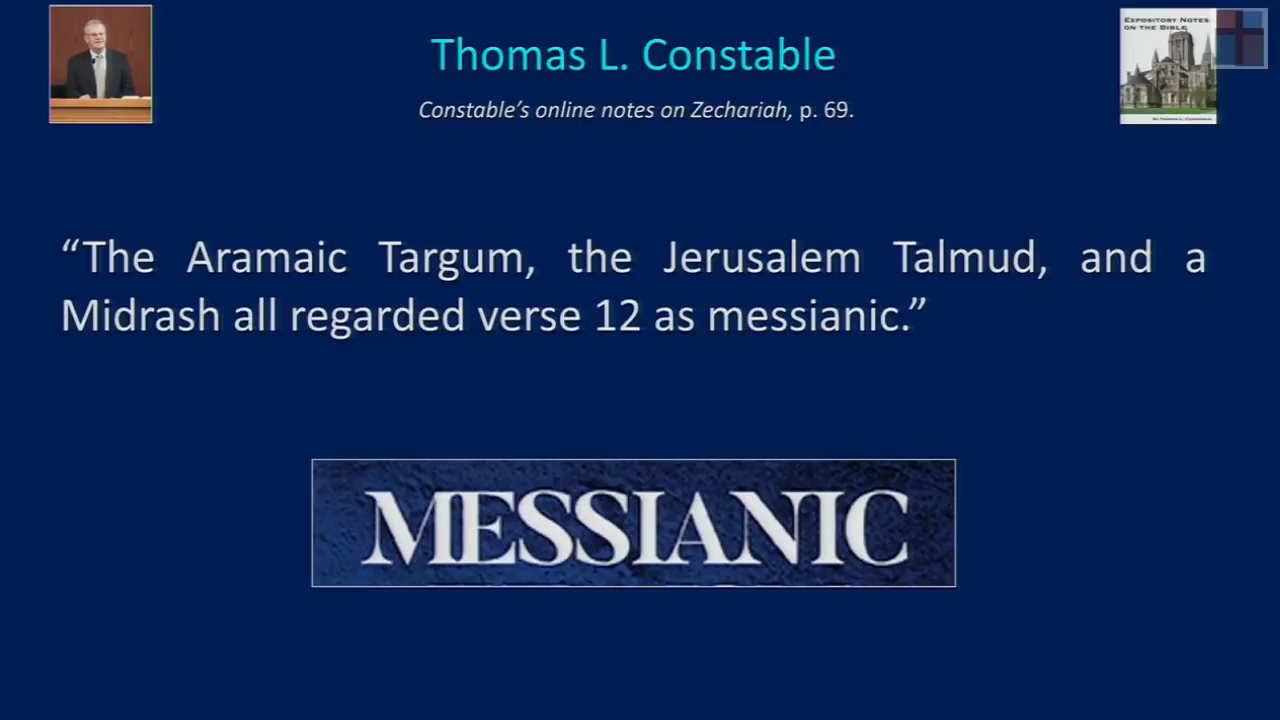 Thomas L. Constable
Constable’s online notes on Zechariah, p. 69.
EXPOSITORY NOTES
ON THE BIBLE
“The Aramaic Targum, the Jerusalem Talmud, and a
Midrash all regarded verse 12 as messianic.”
MESSIANIC